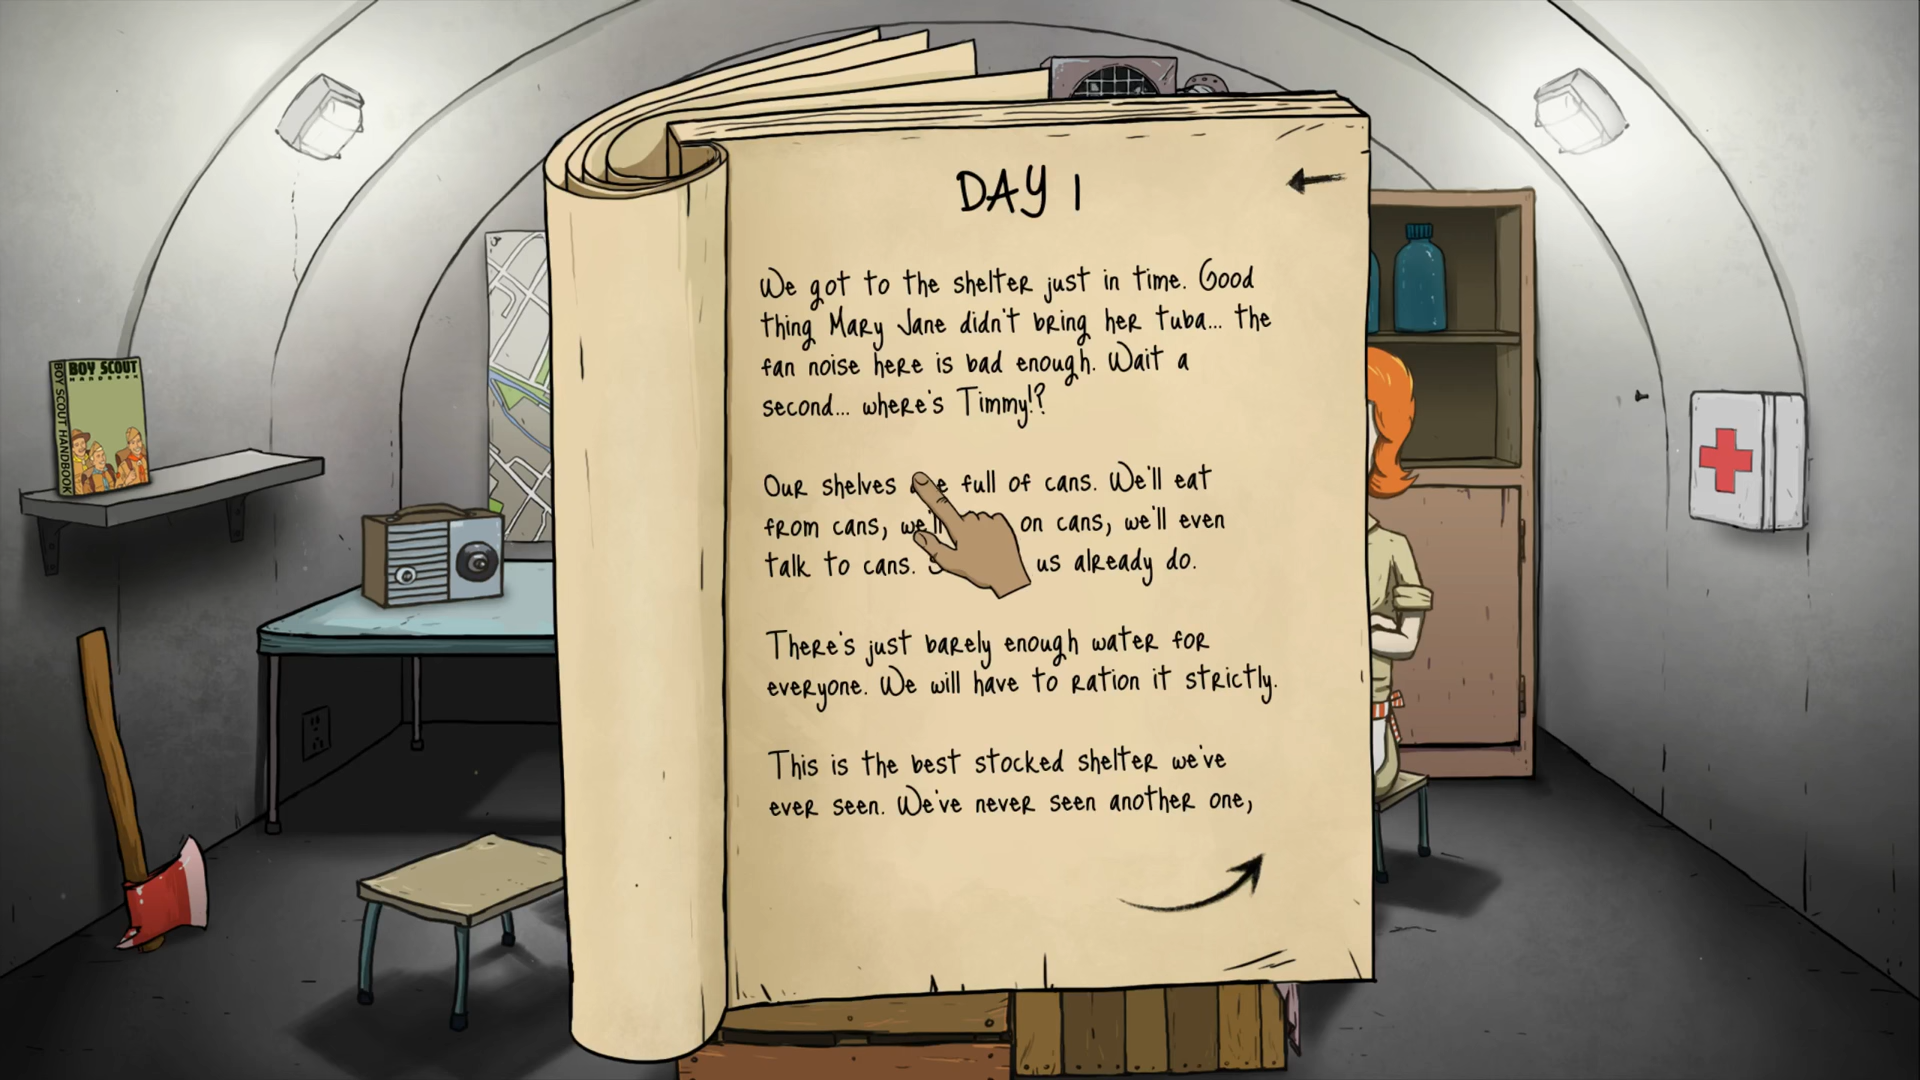 BOY SCOUT
HANDBOOK
BOY SCOUT HANDBOOK
DAY 1
We got to the shelter just in time. Good
thing Mary Jane didn't bring her tuba... the
fan noise here is bad enough. Wait a
second... where's Timmy!?
Our shelves are full of cans. We'll eat
from cans, we'll on cans, we'll even
talk to cans. us already do.
There's just barely enough water for
everyone. We will have to ration it strictly.
This is the best stocked shelter we've
ever seen. We've never seen another one,